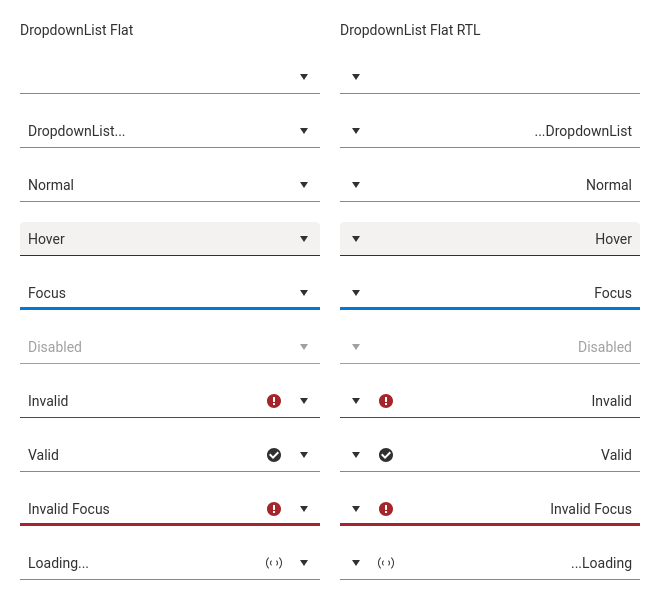 DropdownList Flat
DropdownList...
Normal
Hover
Focus
Disabled
Invalid
Valid
Invalid Focus
Loading...
DropdownList Flat RTL
...DropdownList
Normal
Hover
Focus
Disabled
Invalid
Valid
Invalid Focus
...Loading